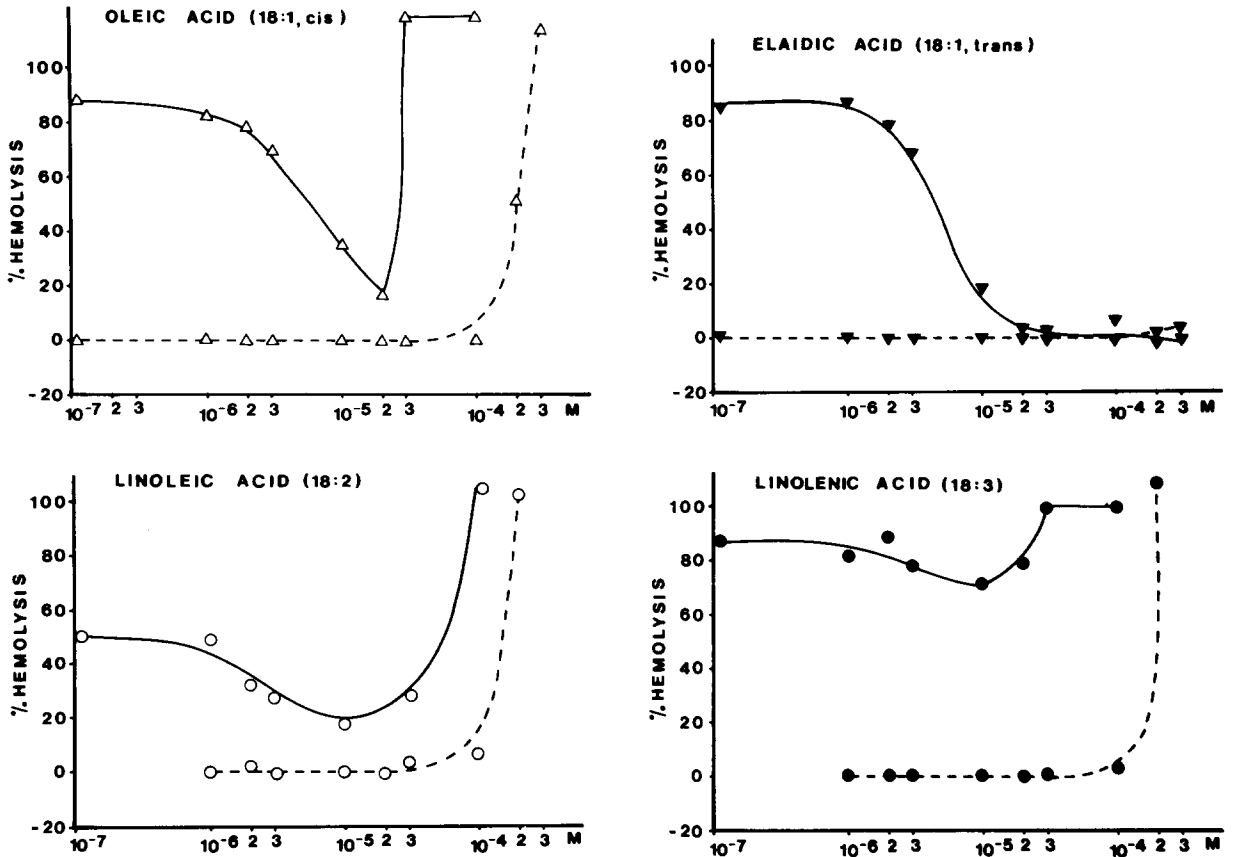 OLEIC ACID (18:1, cis)
% HEMOLYSIS
100
80
60
40
20
0
-20
10-7 2 3 10-6 2 3 10-5 2 3 10-4 2 3 M
ELAIDIC ACID (18:1, trans)
% HEMOLYSIS
100
80
60
40
20
0
-20
10-7 10-6 2 3 10-5 2 3 10-4 2 3 M
LINOLEIC ACID (18:2)
% HEMOLYSIS
100
80
60
40
20
0
-20
10-7 10-6 2 3 10-5 2 3 10-4 2 3 M
LINOLENIC ACID (18:3)
% HEMOLYSIS
100
80
60
40
20
0
-20
10-7 10-6 2 3 10-5 2 3 10-4 2 3 M